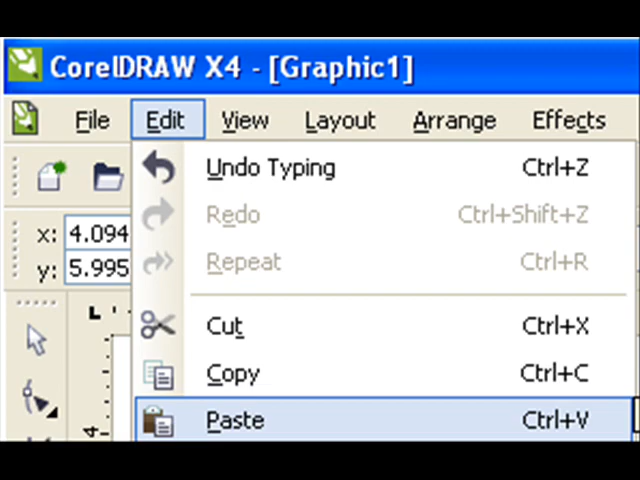 CorelDRAW X4 - [Graphic1]
File Edit View Layout Arrange Effects
Undo Typing Ctrl+Z
Redo Ctrl+Shift+Z
Repeat Ctrl+R
x: 4.094
y: 5.995
Cut Ctrl+X
Copy Ctrl+C
Paste Ctrl+V
4